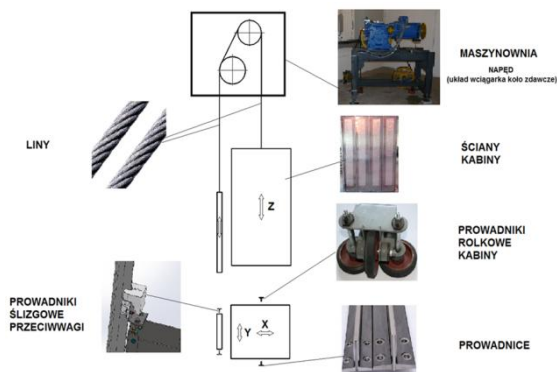 MASZYNOWNIA
NAPĘD
(układ wciągarka koło zdawcze)
LINY
ŚCIANY
KABINY
Z
PROWADNIKI
ROLKOWE
KABINY
PROWADNIKI
ŚLIZGOWE
PRZECIWWAGI
Y X
PROWADNICE